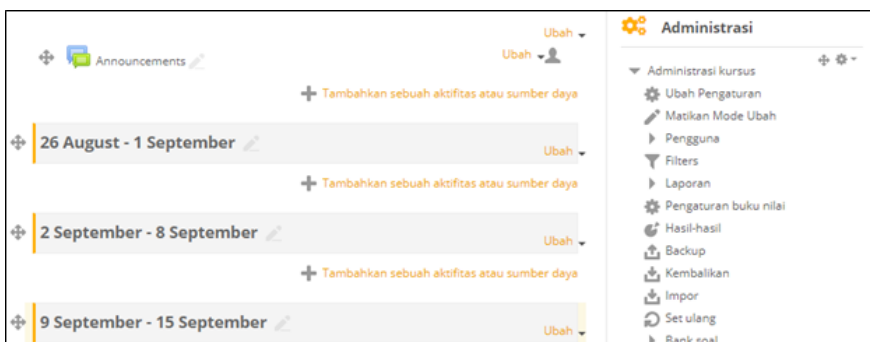 Ubah
Announcements
Ubah
Tambahkan sebuah aktifitas atau sumber daya
26 August - 1 September
Ubah
Tambahkan sebuah aktifitas atau sumber daya
2 September - 8 September
Ubah
Tambahkan sebuah aktifitas atau sumber daya
9 September - 15 September
Ubah
Administrasi
Administrasi kursus
Ubah Pengaturan
Matikan Mode Ubah
Pengguna
Filters
Laporan
Pengaturan buku nilai
Hasil-hasil
Backup
Kembalikan
Impor
Set ulang
Bank soal